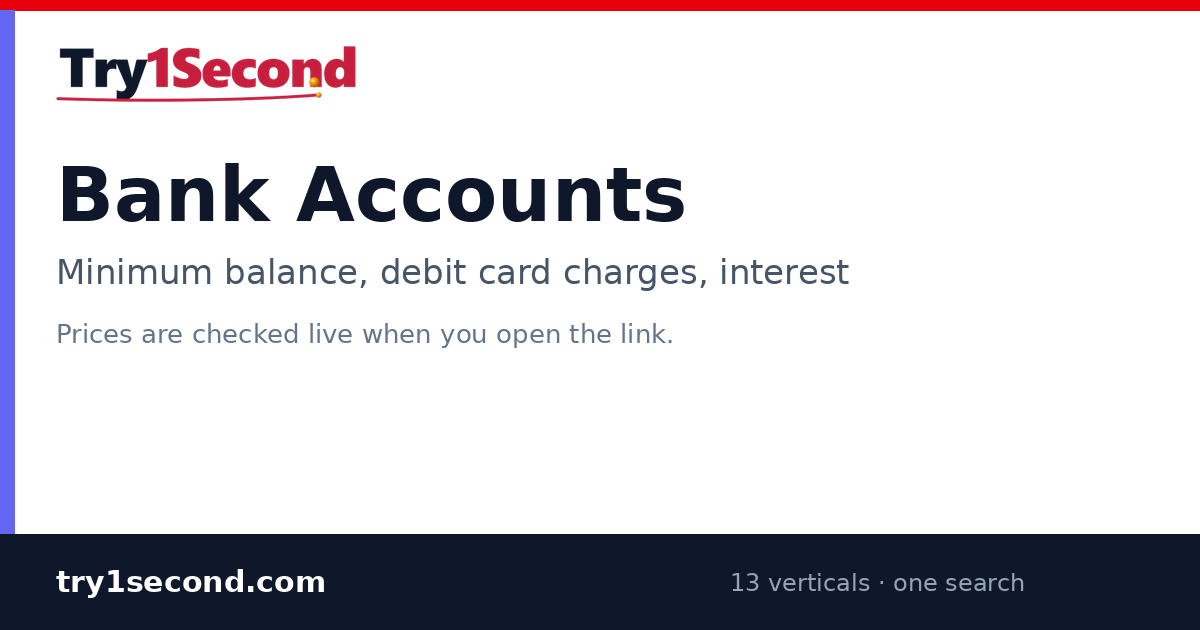 Try1Second
Bank Accounts
Minimum balance, debit card charges, interest
Prices are checked live when you open the link.
try1second.com
13 verticals · one search